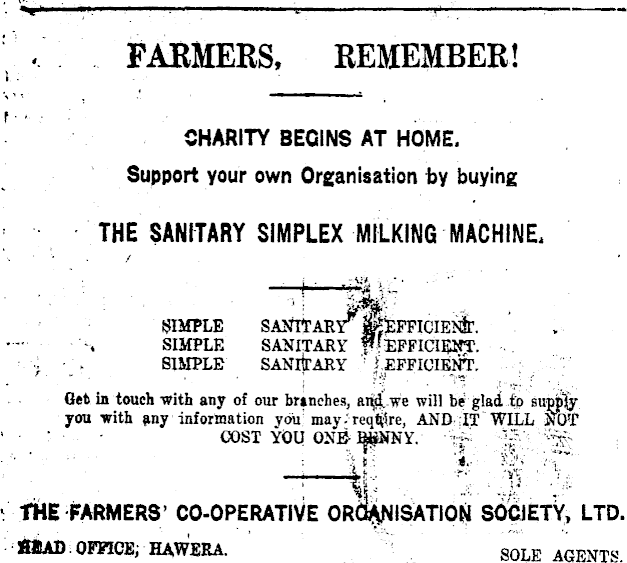 FARMERS, REMEMBER!
CHARITY BEGINS AT HOME.
Support your own Organisation by buying
THE SANITARY SIMPLEX MILKING MACHINE.
SIMPLE SANITARY EFFICIENT.
SIMPLE SANITARY EFFICIENT.
SIMPLE SANITARY EFFICIENT.
Get in touch with any of our branches, and we will be glad to supply
you with any information you may require, AND IT WILL NOT
COST YOU ONE PENNY.
THE FARMERS' CO-OPERATIVE ORGANISATION SOCIETY, LTD.
HEAD OFFICE; HAWERA.
SOLE AGENTS.